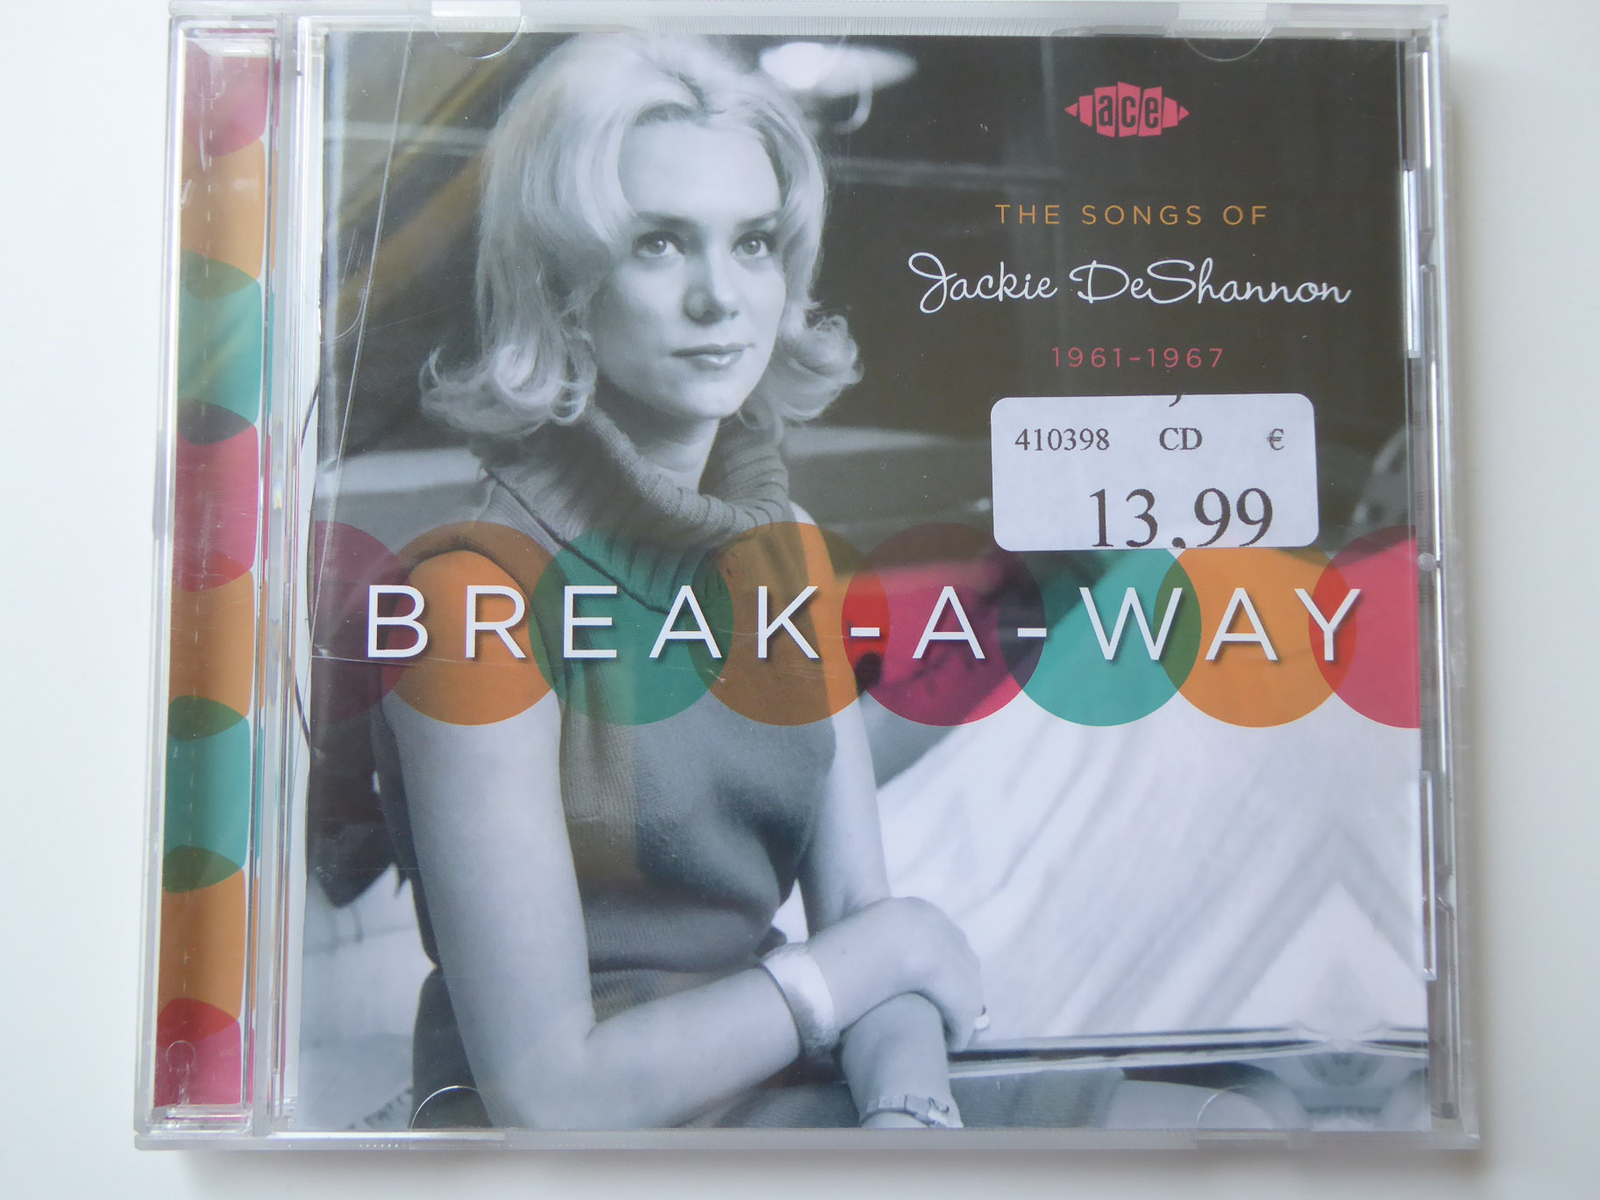 ace
THE SONGS OF
Jackie DeShannon
1961-1967
410398 CD €
13,99
BREAK-A-WAY